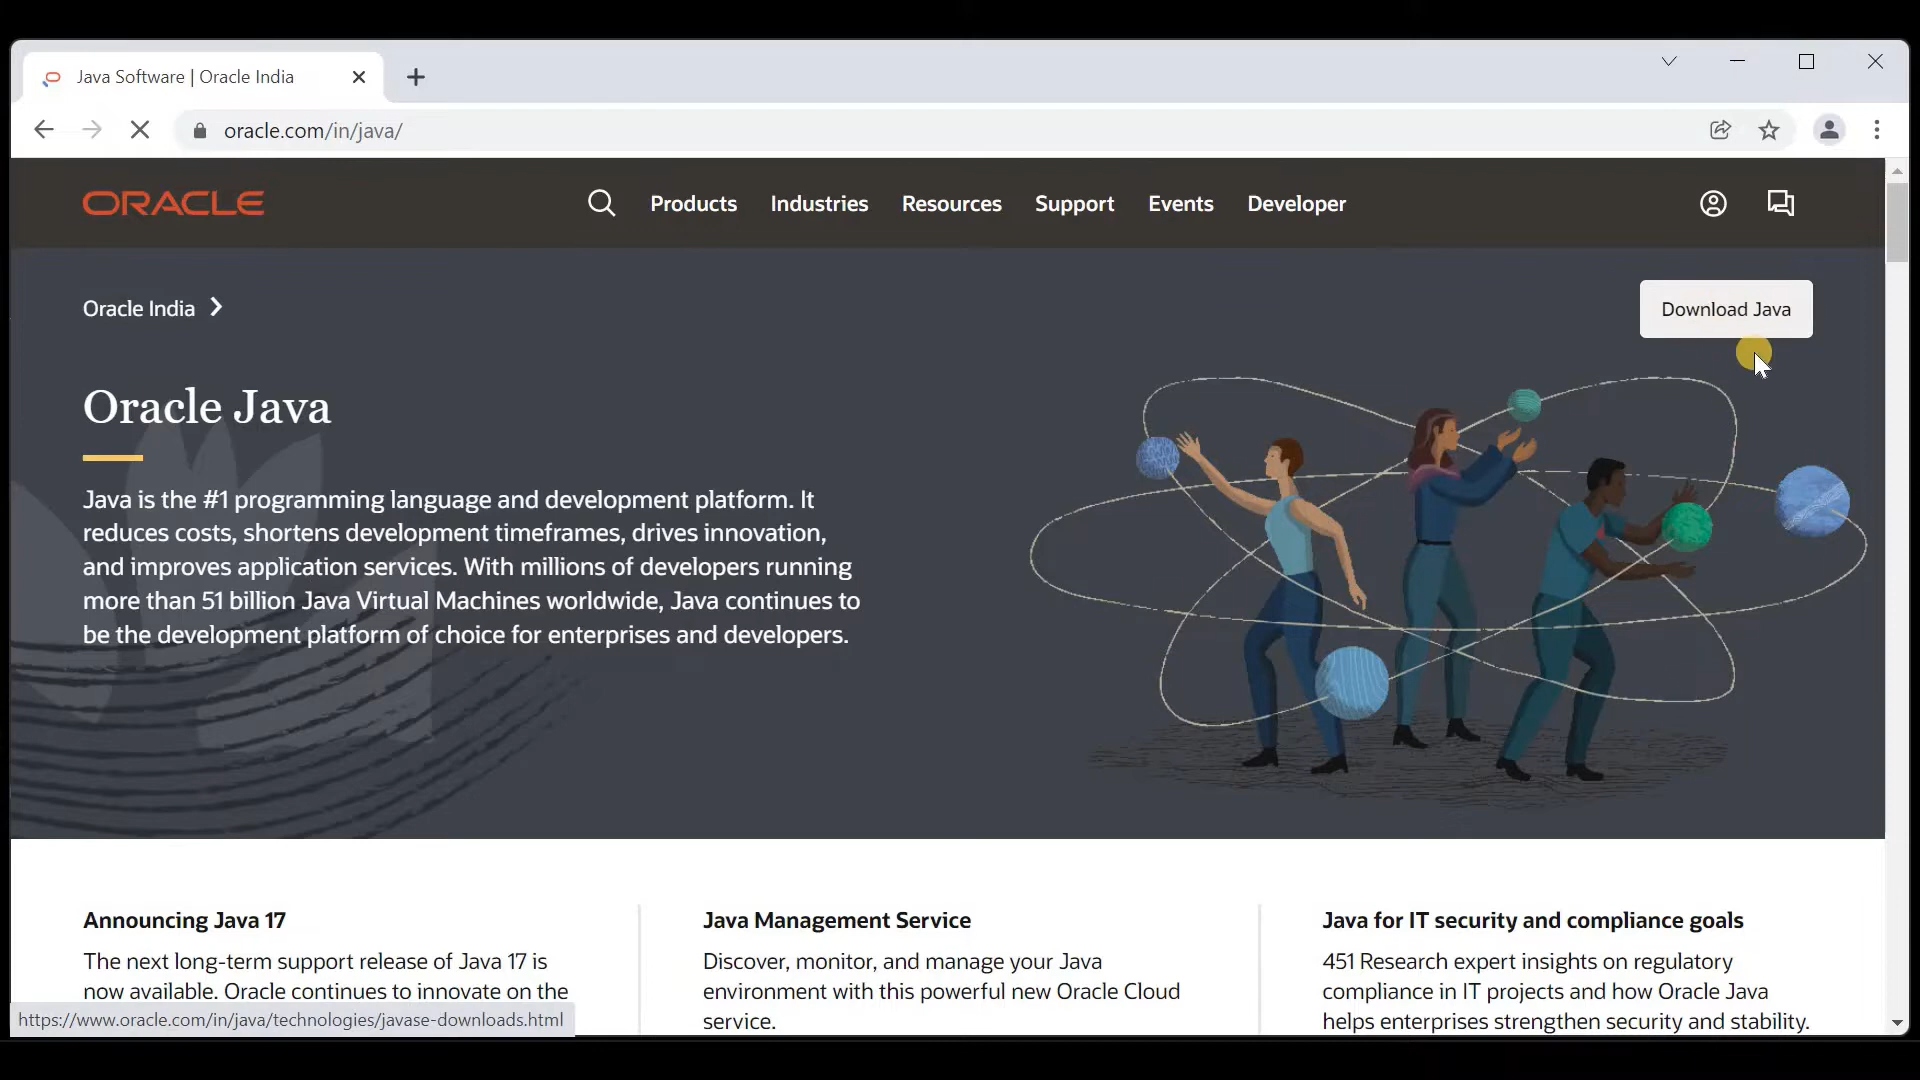 Java Software | Oracle India
oracle.com/in/java/
ORACLE
Products Industries Resources Support Events Developer
Oracle India
Download Java
Oracle Java
Java is the #1 programming language and development platform. It
reduces costs, shortens development timeframes, drives innovation,
and improves application services. With millions of developers running
more than 51 billion Java Virtual Machines worldwide, Java continues to
be the development platform of choice for enterprises and developers.
Announcing Java 17
The next long-term support release of Java 17 is
now available. Oracle continues to innovate on the
Java Management Service
Discover, monitor, and manage your Java
environment with this powerful new Oracle Cloud
service.
Java for IT security and compliance goals
451 Research expert insights on regulatory
compliance in IT projects and how Oracle Java
helps enterprises strengthen security and stability.
https://www.oracle.com/in/java/technologies/javase-downloads.html